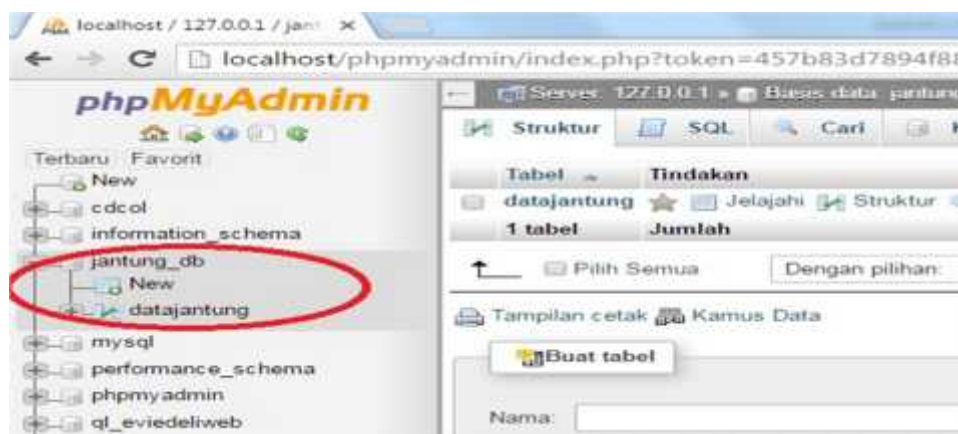 localhost / 127.0.0.1 / jan
localhost/phpmyadmin/index.php?token=457b83d7894f88
phpMyAdmin
Terbaru Favorit
New
cdcol
information_schema
jantung_db
New
datajantung
mysql
performance_schema
phpmyadmin
ql_eviedeliweb
Server: 127.0.0.1 » Basis data: jantung
Struktur SQL Cari
Tabel Tindakan
datajantung Jelajahi Struktur
1 tabel Jumlah
Pilih Semua Dengan pilihan:
Tampilan cetak Kamus Data
Buat tabel
Nama: